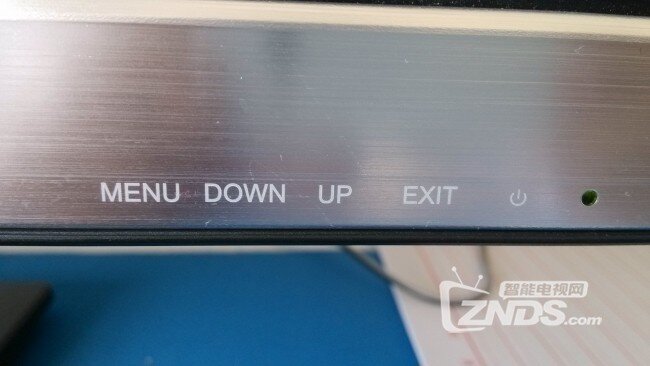 MENU DOWN UP EXIT
智能电视网
ZNDS.com